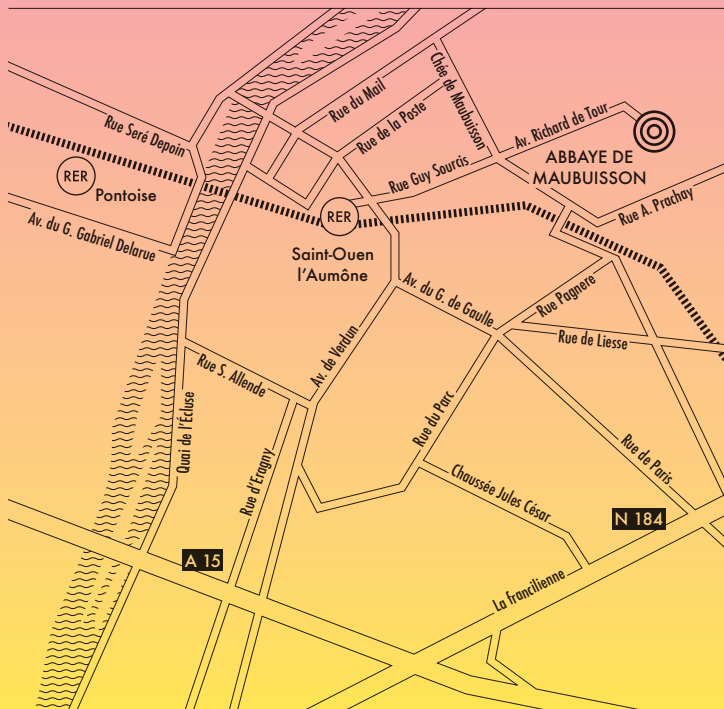 Rue du Mail
Chée de Maubuisson
Rue de la Poste
Av. Richard de Tour
Rue Seré Depoin
ABBAYE DE
MAUBUISSON
Rue Guy Sourcis
RER
Pontoise
Rue A. Prachay
RER
Av. du G. Gabriel Delarue
Saint-Ouen
l'Aumône
Av. du G. de Gaulle
Rue Pagnere
Rue de Liesse
Av. de Verdun
Rue S. Allende
Rue du Parc
Quai de l'Écluse
Rue d'Eragny
Rue de Paris
Chaussée Jules César
N 184
A 15
La francilienne